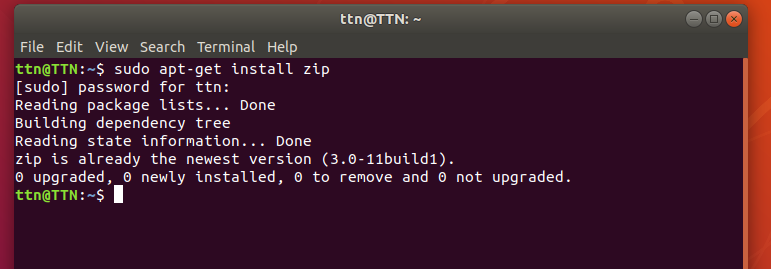 ttn@TTN: ~
File Edit View Search Terminal Help
ttn@TTN:~$ sudo apt-get install zip
[sudo] password for ttn:
Reading package lists... Done
Building dependency tree
Reading state information... Done
zip is already the newest version (3.0-11build1).
0 upgraded, 0 newly installed, 0 to remove and 0 not upgraded.
ttn@TTN:~$